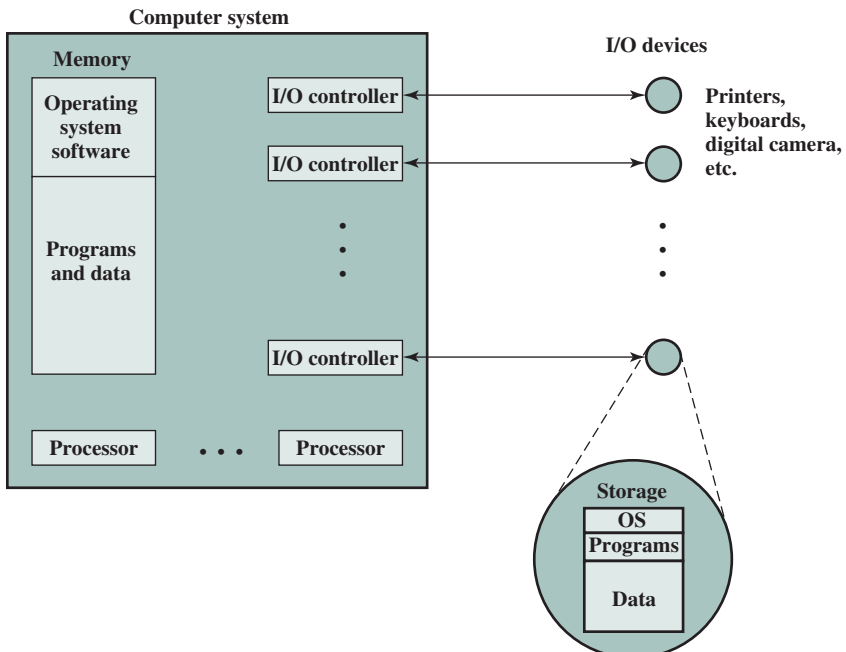 Computer system
Memory
Operating
system
software
Programs
and data
I/O controller
I/O controller
I/O controller
Processor
Processor
I/O devices
Printers,
keyboards,
digital camera,
etc.
Storage
OS
Programs
Data